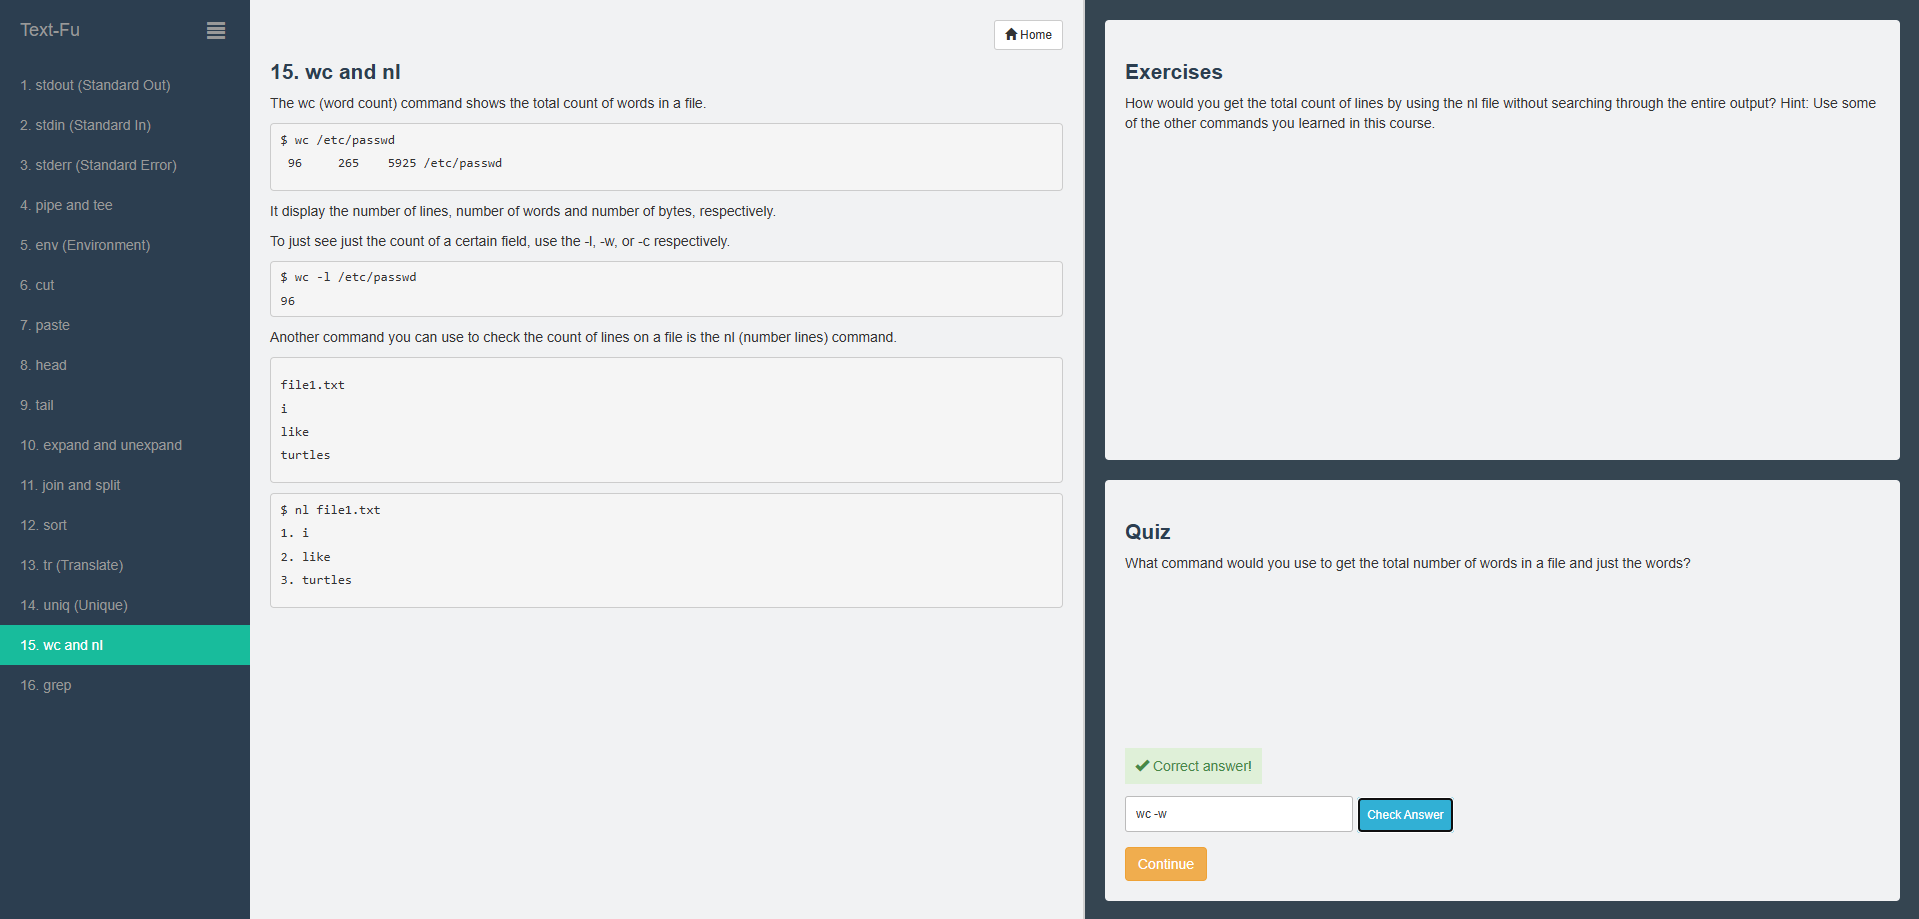 Text-Fu
1. stdout (Standard Out)
2. stdin (Standard In)
3. stderr (Standard Error)
4. pipe and tee
5. env (Environment)
6. cut
7. paste
8. head
9. tail
10. expand and unexpand
11. join and split
12. sort
13. tr (Translate)
14. uniq (Unique)
15. wc and nl
16. grep
Home
15. wc and nl
The wc (word count) command shows the total count of words in a file.
$ wc /etc/passwd
96     265    5925 /etc/passwd
It display the number of lines, number of words and number of bytes, respectively.
To just see just the count of a certain field, use the -l, -w, or -c respectively.
$ wc -l /etc/passwd
96
Another command you can use to check the count of lines on a file is the nl (number lines) command.
file1.txt
i
like
turtles
$ nl file1.txt
1. i
2. like
3. turtles
Exercises
How would you get the total count of lines by using the nl file without searching through the entire output? Hint: Use some
of the other commands you learned in this course.
Quiz
What command would you use to get the total number of words in a file and just the words?
Correct answer!
wc -w
Check Answer
Continue